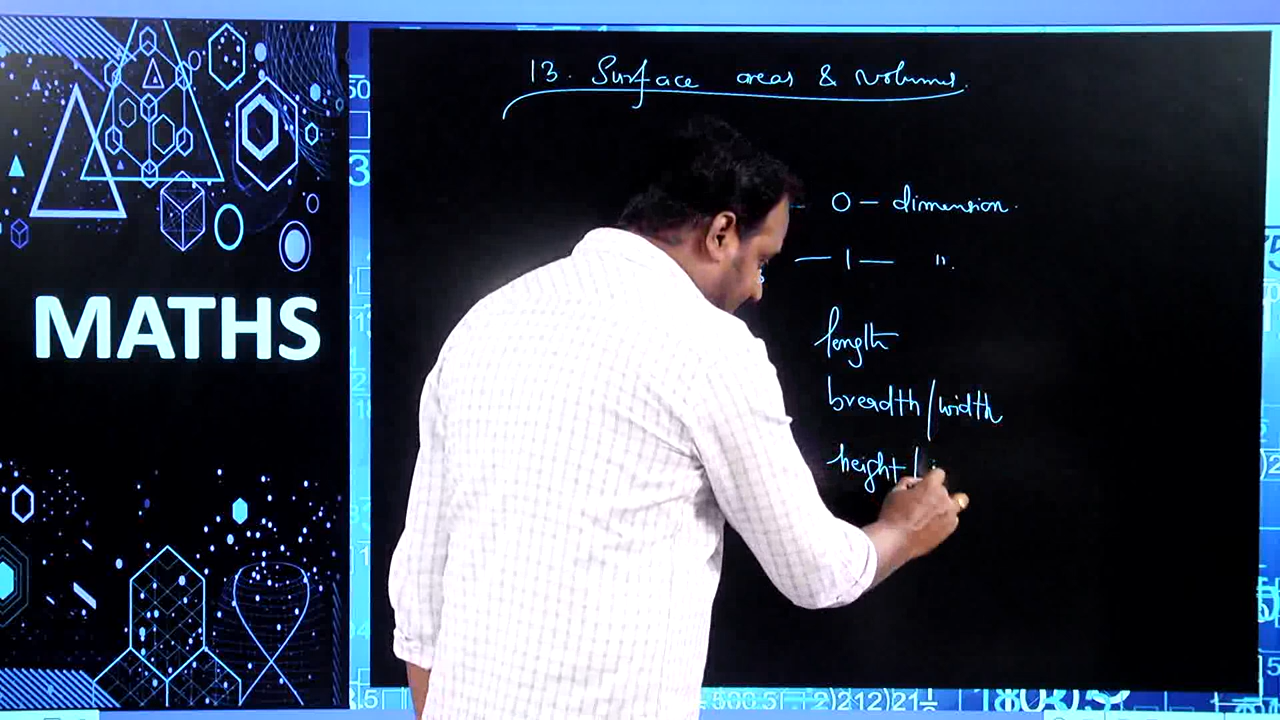 13. Surface areas & volumes.
MATHS
— 0 — dimension.
— 1 — ".
length
breadth/width
height/